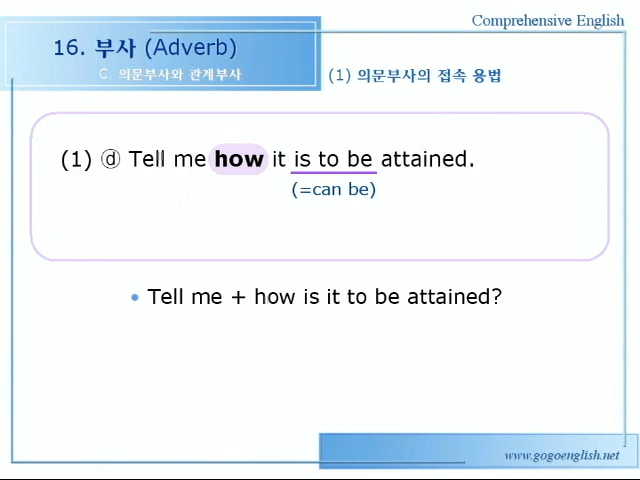 Comprehensive English
16. 부사 (Adverb)
C. 의문부사와 관계부사
(1) 의문부사의 접속 용법
(1) ⓓ Tell me how it is to be attained.
(=can be)
• Tell me + how is it to be attained?
www.gogoenglish.net